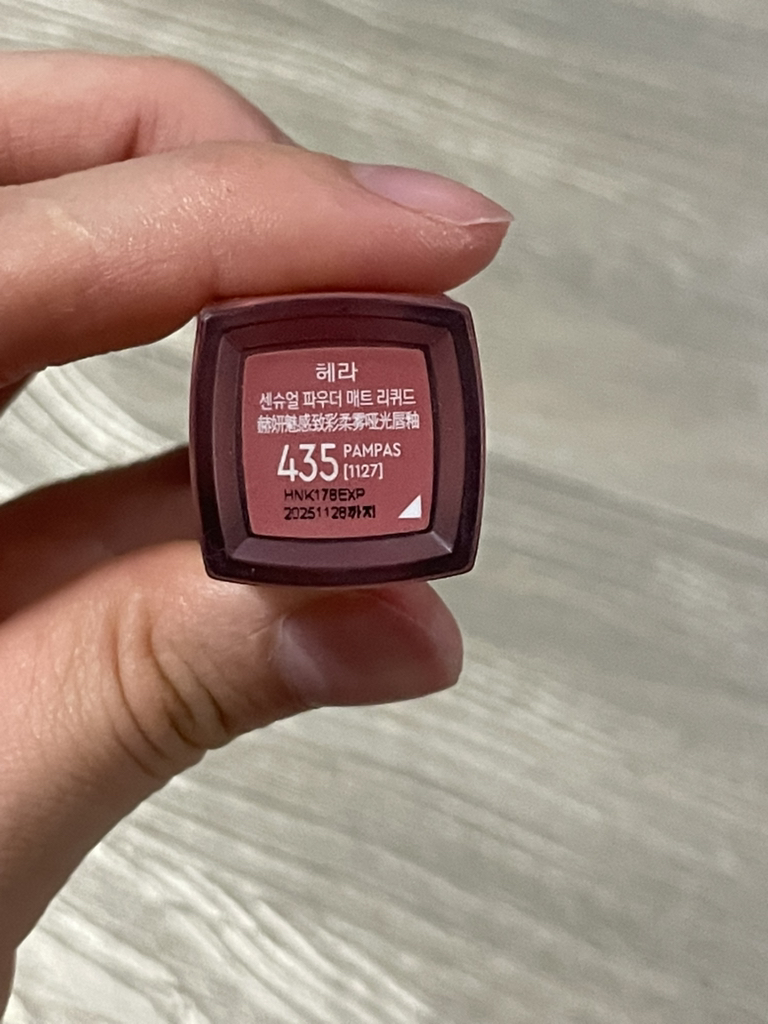 헤라
센슈얼 파우더 매트 리퀴드
赫妍魅感致彩柔雾哑光唇釉
435 PAMPAS
[1127]
HNK178EXP
20251128까지